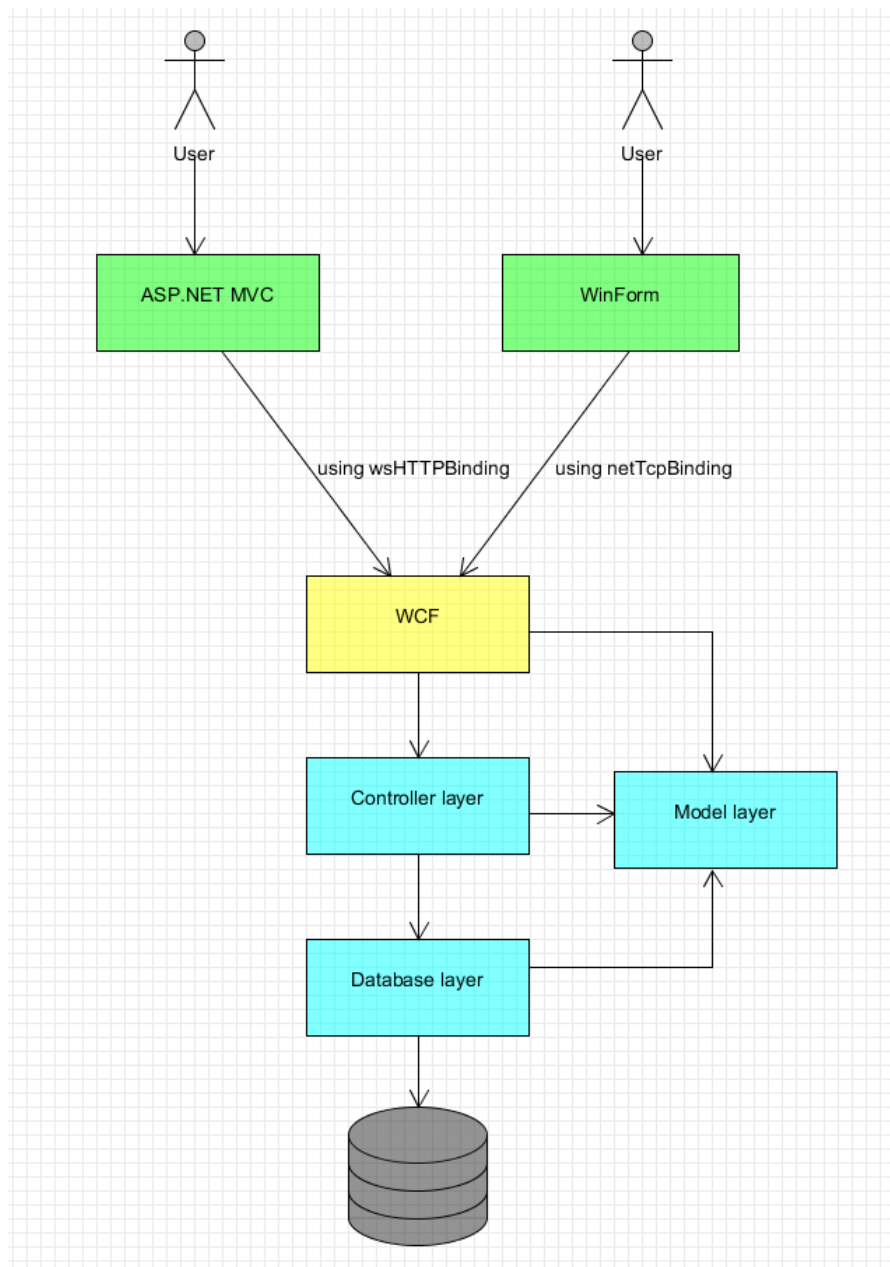 User
User
ASP.NET MVC
WinForm
using wsHTTPBinding
using netTcpBinding
WCF
Controller layer
Model layer
Database layer